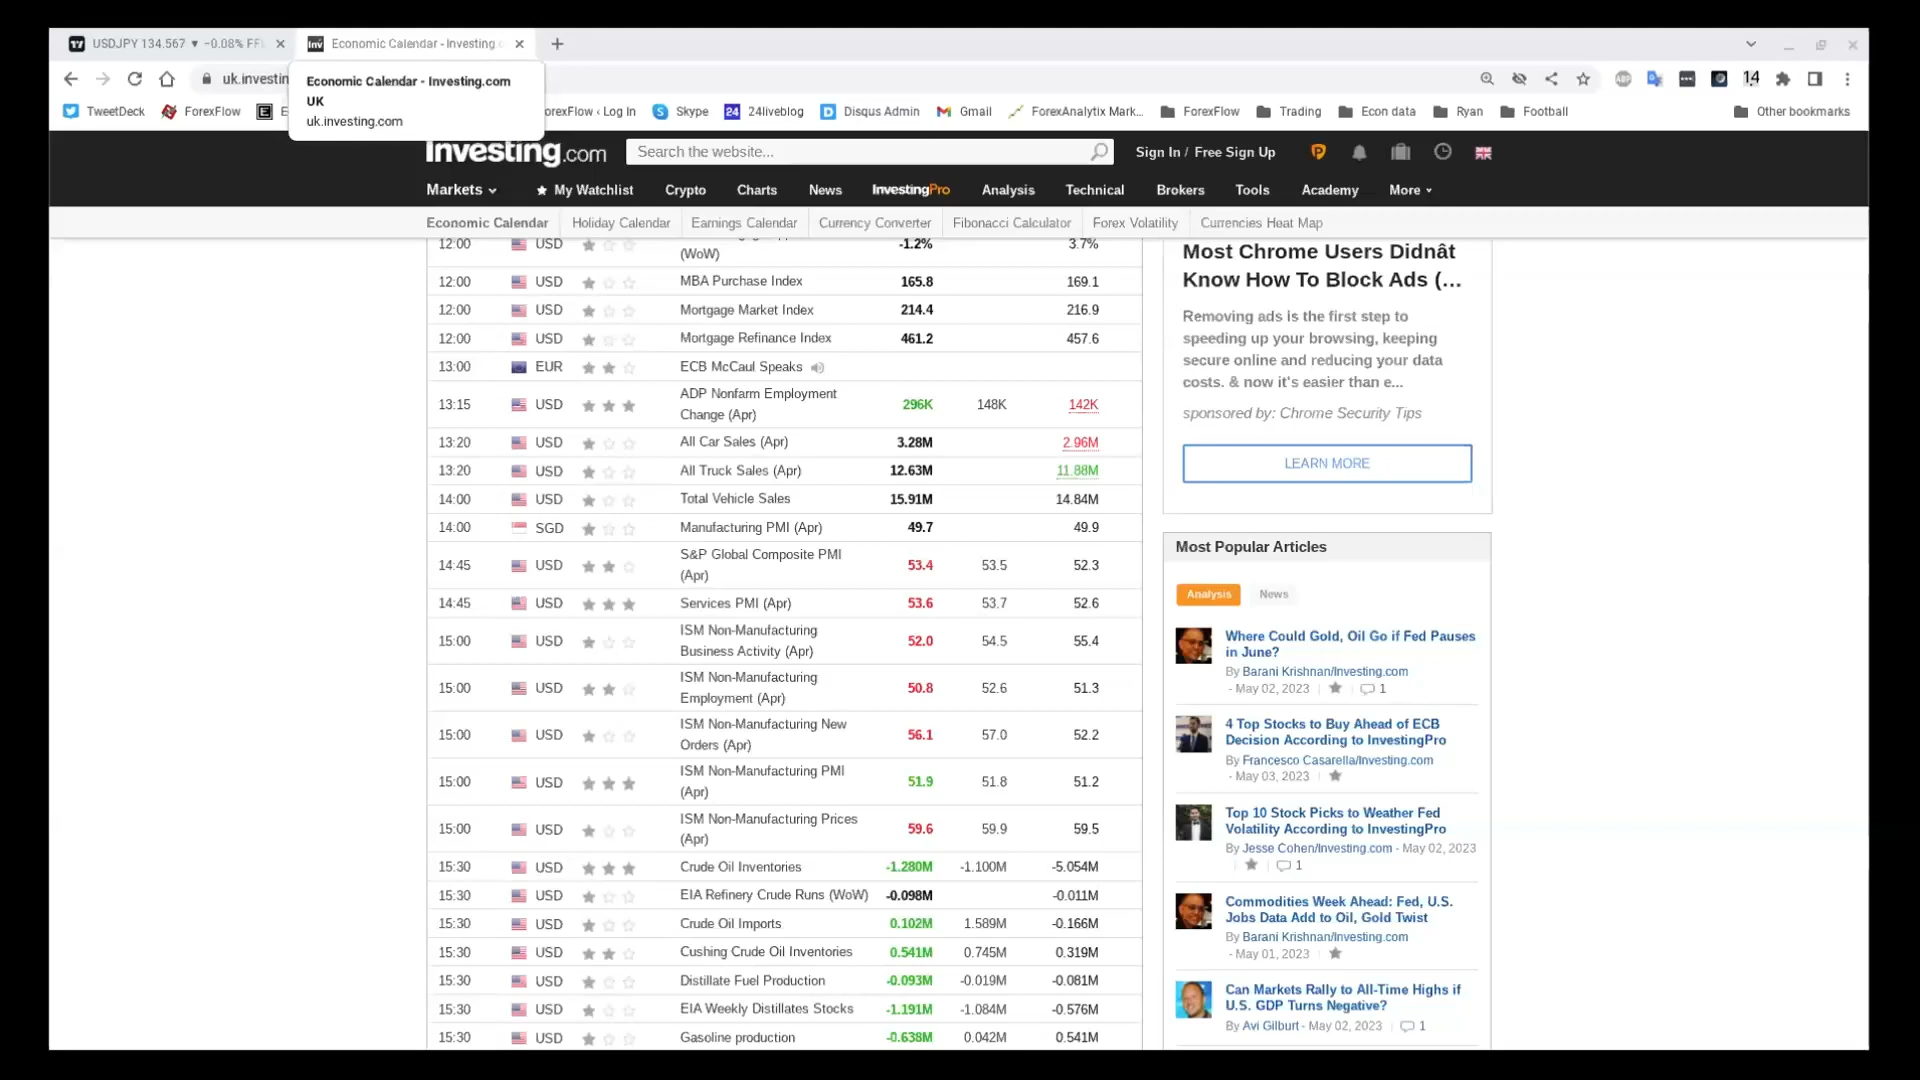 USDJPY 134.567 ▼ −0.08% FF
Economic Calendar - Investing.
uk.investin
14
Economic Calendar - Investing.com
UK
uk.investing.com
TweetDeck
ForexFlow
E
orexFlow ‹ Log In
Skype
24 24liveblog
Disqus Admin
Gmail
ForexAnalytix Mark...
ForexFlow
Trading
Econ data
Ryan
Football
Other bookmarks
Investing.com
Search the website...
Sign In / Free Sign Up
Markets
My Watchlist
Crypto
Charts
News
InvestingPro
Analysis
Technical
Brokers
Tools
Academy
More
Economic Calendar
Holiday Calendar
Earnings Calendar
Currency Converter
Fibonacci Calculator
Forex Volatility
Currencies Heat Map
12:00 USD (WoW) -1.2% 3.7%
12:00 USD MBA Purchase Index 165.8 169.1
12:00 USD Mortgage Market Index 214.4 216.9
12:00 USD Mortgage Refinance Index 461.2 457.6
13:00 EUR ECB McCaul Speaks
13:15 USD ADP Nonfarm Employment Change (Apr) 296K 148K 142K
13:20 USD All Car Sales (Apr) 3.28M 2.96M
13:20 USD All Truck Sales (Apr) 12.63M 11.88M
14:00 USD Total Vehicle Sales 15.91M 14.84M
14:00 SGD Manufacturing PMI (Apr) 49.7 49.9
14:45 USD S&P Global Composite PMI (Apr) 53.4 53.5 52.3
14:45 USD Services PMI (Apr) 53.6 53.7 52.6
15:00 USD ISM Non-Manufacturing Business Activity (Apr) 52.0 54.5 55.4
15:00 USD ISM Non-Manufacturing Employment (Apr) 50.8 52.6 51.3
15:00 USD ISM Non-Manufacturing New Orders (Apr) 56.1 57.0 52.2
15:00 USD ISM Non-Manufacturing PMI (Apr) 51.9 51.8 51.2
15:00 USD ISM Non-Manufacturing Prices (Apr) 59.6 59.9 59.5
15:30 USD Crude Oil Inventories -1.280M -1.100M -5.054M
15:30 USD EIA Refinery Crude Runs (WoW) -0.098M -0.011M
15:30 USD Crude Oil Imports 0.102M 1.589M -0.166M
15:30 USD Cushing Crude Oil Inventories 0.541M 0.745M 0.319M
15:30 USD Distillate Fuel Production -0.093M -0.019M -0.081M
15:30 USD EIA Weekly Distillates Stocks -1.191M -1.084M -0.576M
15:30 USD Gasoline production -0.638M 0.042M 0.541M
Most Chrome Users Didnât
Know How To Block Ads (...
Removing ads is the first step to
speeding up your browsing, keeping
secure online and reducing your data
costs. & now it's easier than e...
sponsored by: Chrome Security Tips
LEARN MORE
Most Popular Articles
Analysis
News
Where Could Gold, Oil Go if Fed Pauses
in June?
By Barani Krishnan/Investing.com
- May 02, 2023 1
4 Top Stocks to Buy Ahead of ECB
Decision According to InvestingPro
By Francesco Casarella/Investing.com
- May 03, 2023
Top 10 Stock Picks to Weather Fed
Volatility According to InvestingPro
By Jesse Cohen/Investing.com - May 02, 2023
1
Commodities Week Ahead: Fed, U.S.
Jobs Data Add to Oil, Gold Twist
By Barani Krishnan/Investing.com
- May 01, 2023
Can Markets Rally to All-Time Highs if
U.S. GDP Turns Negative?
By Avi Gilburt - May 02, 2023 1